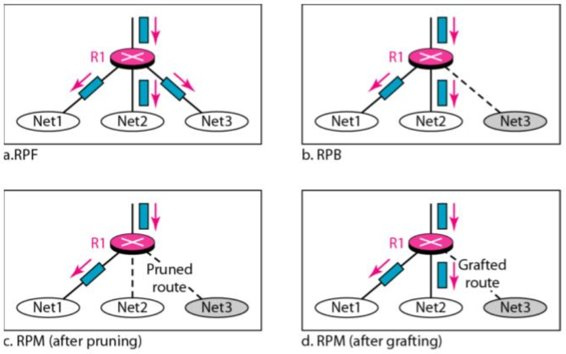 R1
Net1 Net2 Net3
a.RPF
R1
Net1 Net2 Net3
b. RPB
R1
Pruned
route
Net1 Net2 Net3
c. RPM (after pruning)
R1
Grafted
route
Net1 Net2 Net3
d. RPM (after grafting)